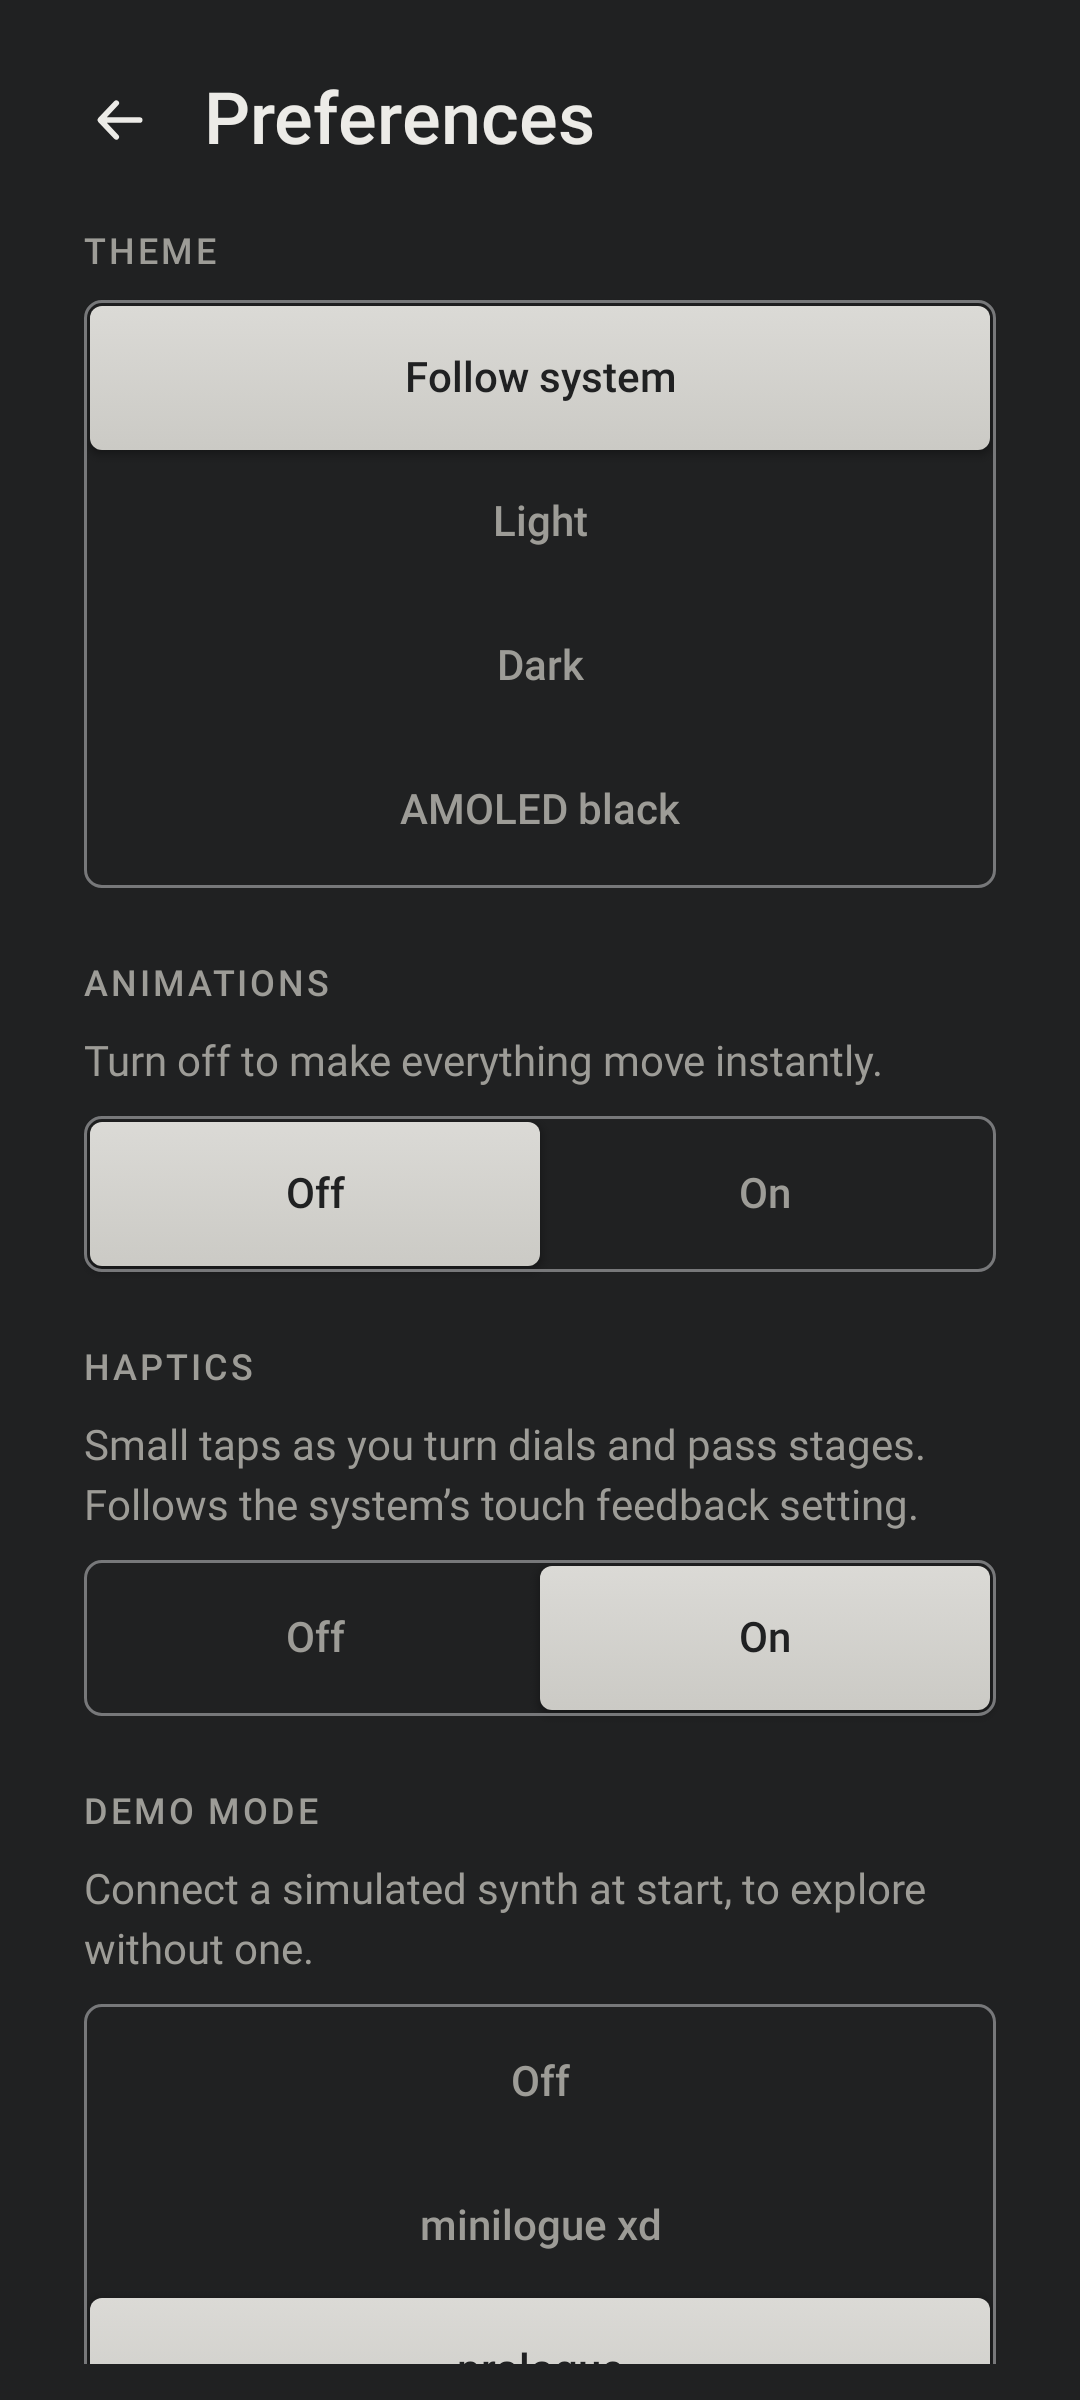 Preferences
THEME
Follow system
Light
Dark
AMOLED black
ANIMATIONS
Turn off to make everything move instantly.
Off
On
HAPTICS
Small taps as you turn dials and pass stages.
Follows the system’s touch feedback setting.
Off
On
DEMO MODE
Connect a simulated synth at start, to explore
without one.
Off
minilogue xd
prologue